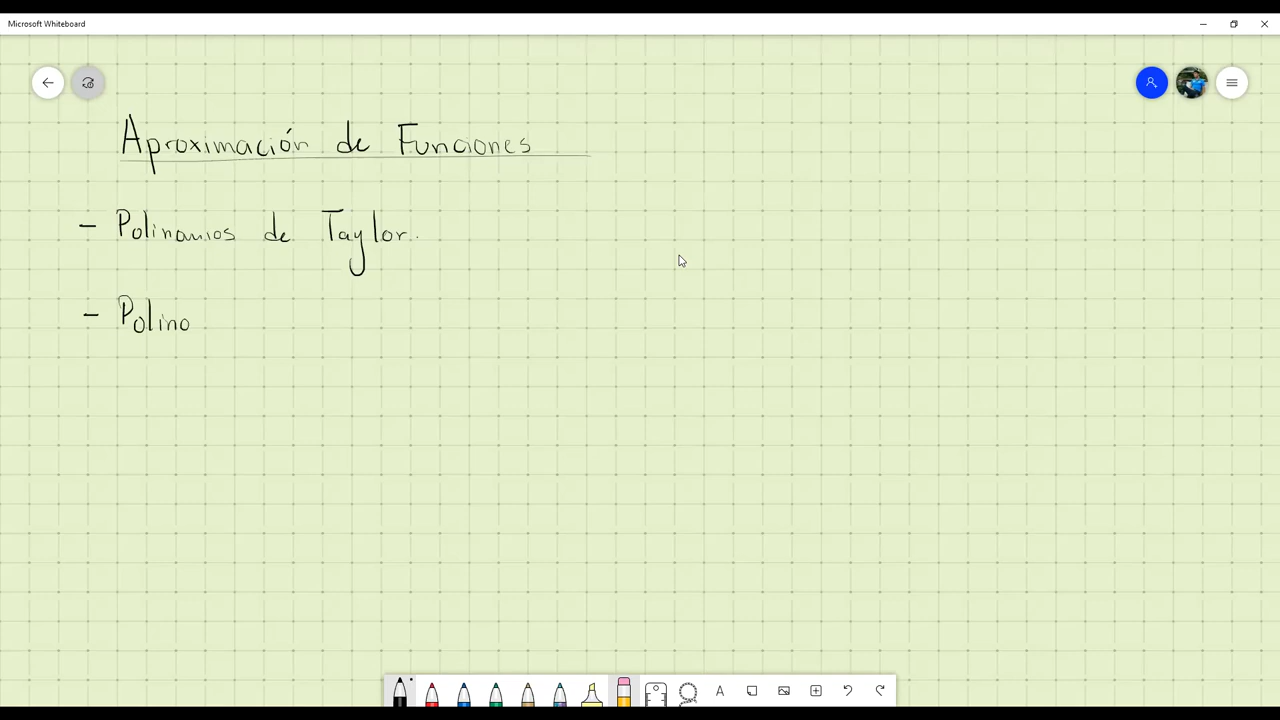 Microsoft Whiteboard
Aproximación de Funciones
- Polinomios de Taylor.
- Polino
A